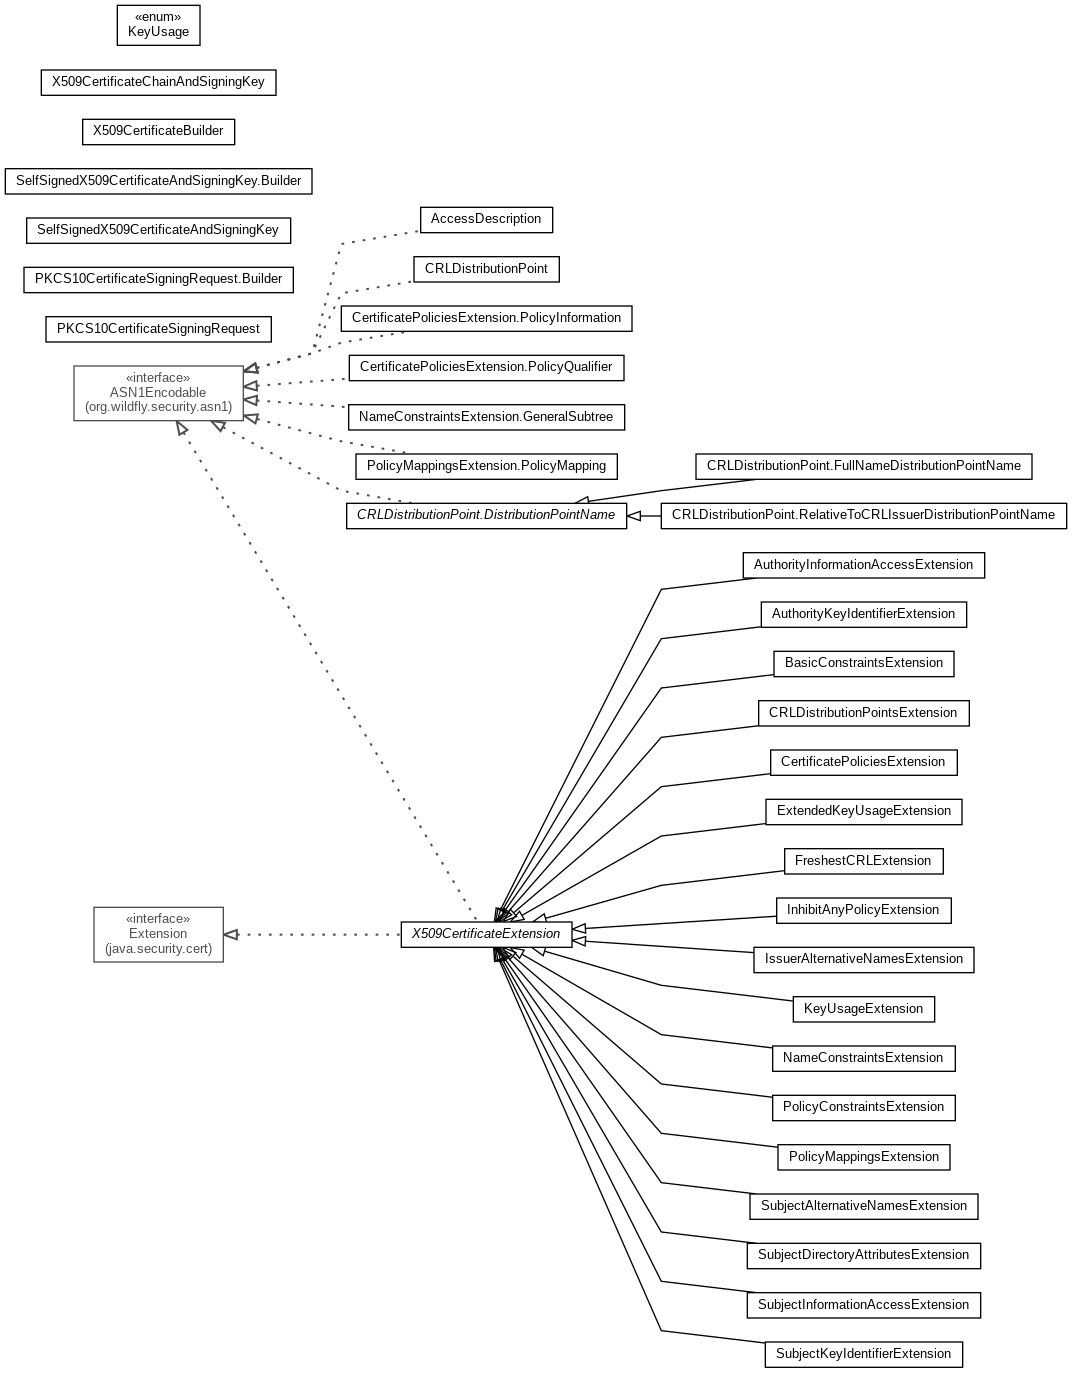 «enum»
KeyUsage
X509CertificateChainAndSigningKey
X509CertificateBuilder
SelfSignedX509CertificateAndSigningKey.Builder
SelfSignedX509CertificateAndSigningKey
PKCS10CertificateSigningRequest.Builder
PKCS10CertificateSigningRequest
«interface»
ASN1Encodable
(org.wildfly.security.asn1)
AccessDescription
CRLDistributionPoint
CertificatePoliciesExtension.PolicyInformation
CertificatePoliciesExtension.PolicyQualifier
NameConstraintsExtension.GeneralSubtree
PolicyMappingsExtension.PolicyMapping
CRLDistributionPoint.DistributionPointName
CRLDistributionPoint.FullNameDistributionPointName
CRLDistributionPoint.RelativeToCRLIssuerDistributionPointName
«interface»
Extension
(java.security.cert)
X509CertificateExtension
AuthorityInformationAccessExtension
AuthorityKeyIdentifierExtension
BasicConstraintsExtension
CRLDistributionPointsExtension
CertificatePoliciesExtension
ExtendedKeyUsageExtension
FreshestCRLExtension
InhibitAnyPolicyExtension
IssuerAlternativeNamesExtension
KeyUsageExtension
NameConstraintsExtension
PolicyConstraintsExtension
PolicyMappingsExtension
SubjectAlternativeNamesExtension
SubjectDirectoryAttributesExtension
SubjectInformationAccessExtension
SubjectKeyIdentifierExtension